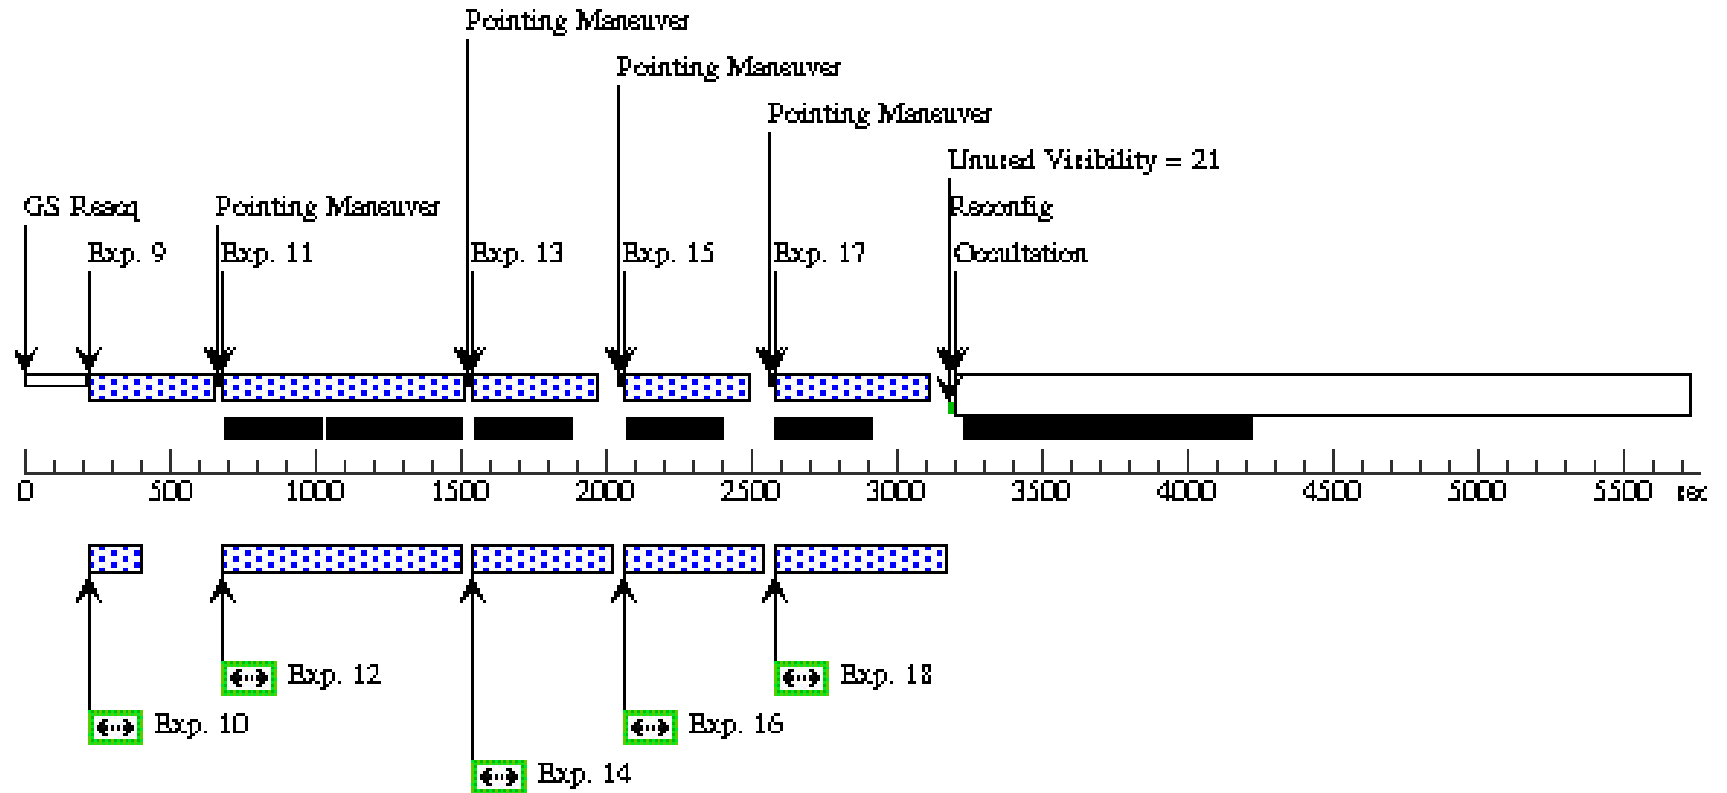 Pointing Maneuver
Pointing Maneuver
Pointing Maneuver
Unused Visibility = 21
GS Reacq
Pointing Maneuver
Reconfig
Exp. 9
Exp. 11
Exp. 13
Exp. 15
Exp. 17
Occultation
0 500 1000 1500 2000 2500 3000 3500 4000 4500 5000 5500 sec
Exp. 12
Exp. 18
Exp. 10
Exp. 16
Exp. 14